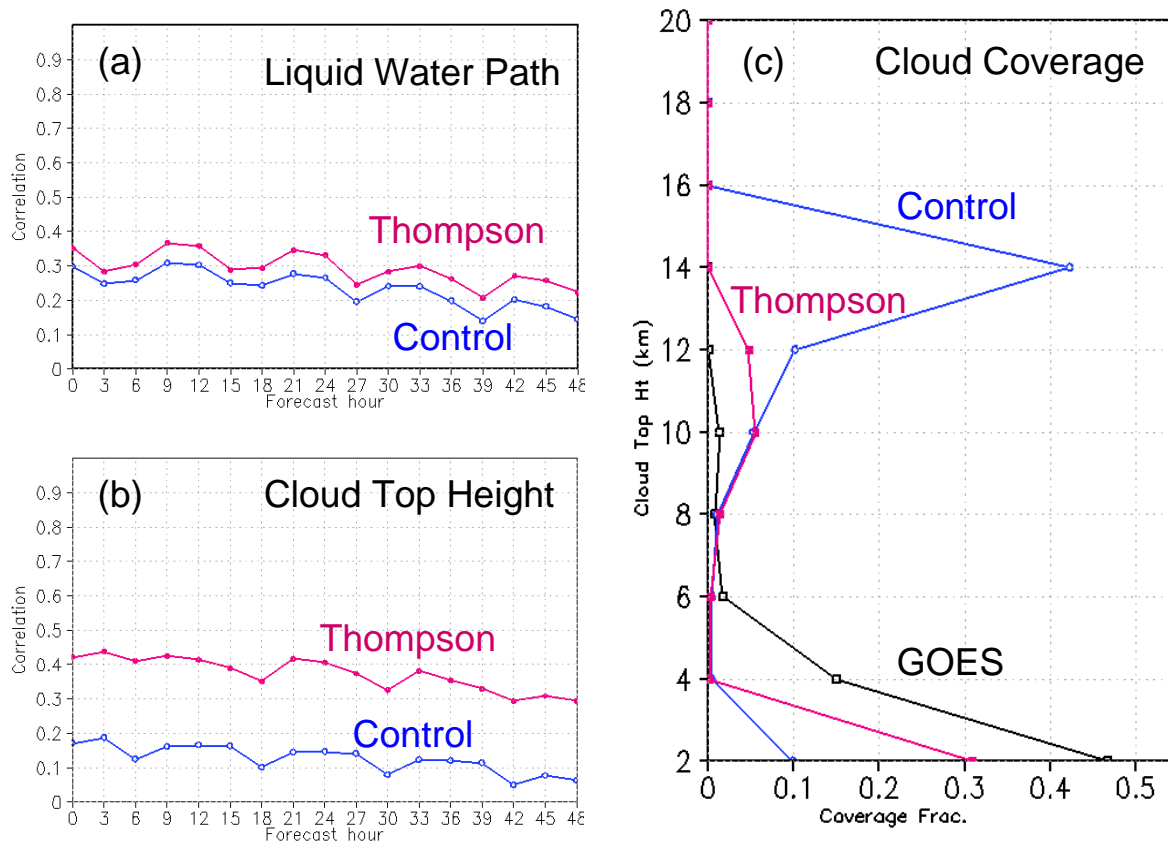 (a)
Liquid Water Path
0.9
0.8
0.7
0.6
0.5
0.4
0.3
0.2
0.1
0
Correlation
Thompson
Control
0 3 6 9 12 15 18 21 24 27 30 33 36 39 42 45 48
Forecast hour
(b)
Cloud Top Height
0.9
0.8
0.7
0.6
0.5
0.4
0.3
0.2
0.1
0
Correlation
Thompson
Control
0 3 6 9 12 15 18 21 24 27 30 33 36 39 42 45 48
Forecast hour
(c)
Cloud Coverage
20
18
16
14
12
10
8
6
4
2
Cloud Top Ht (km)
Control
Thompson
GOES
0 0.1 0.2 0.3 0.4 0.5
Coverage Frac.